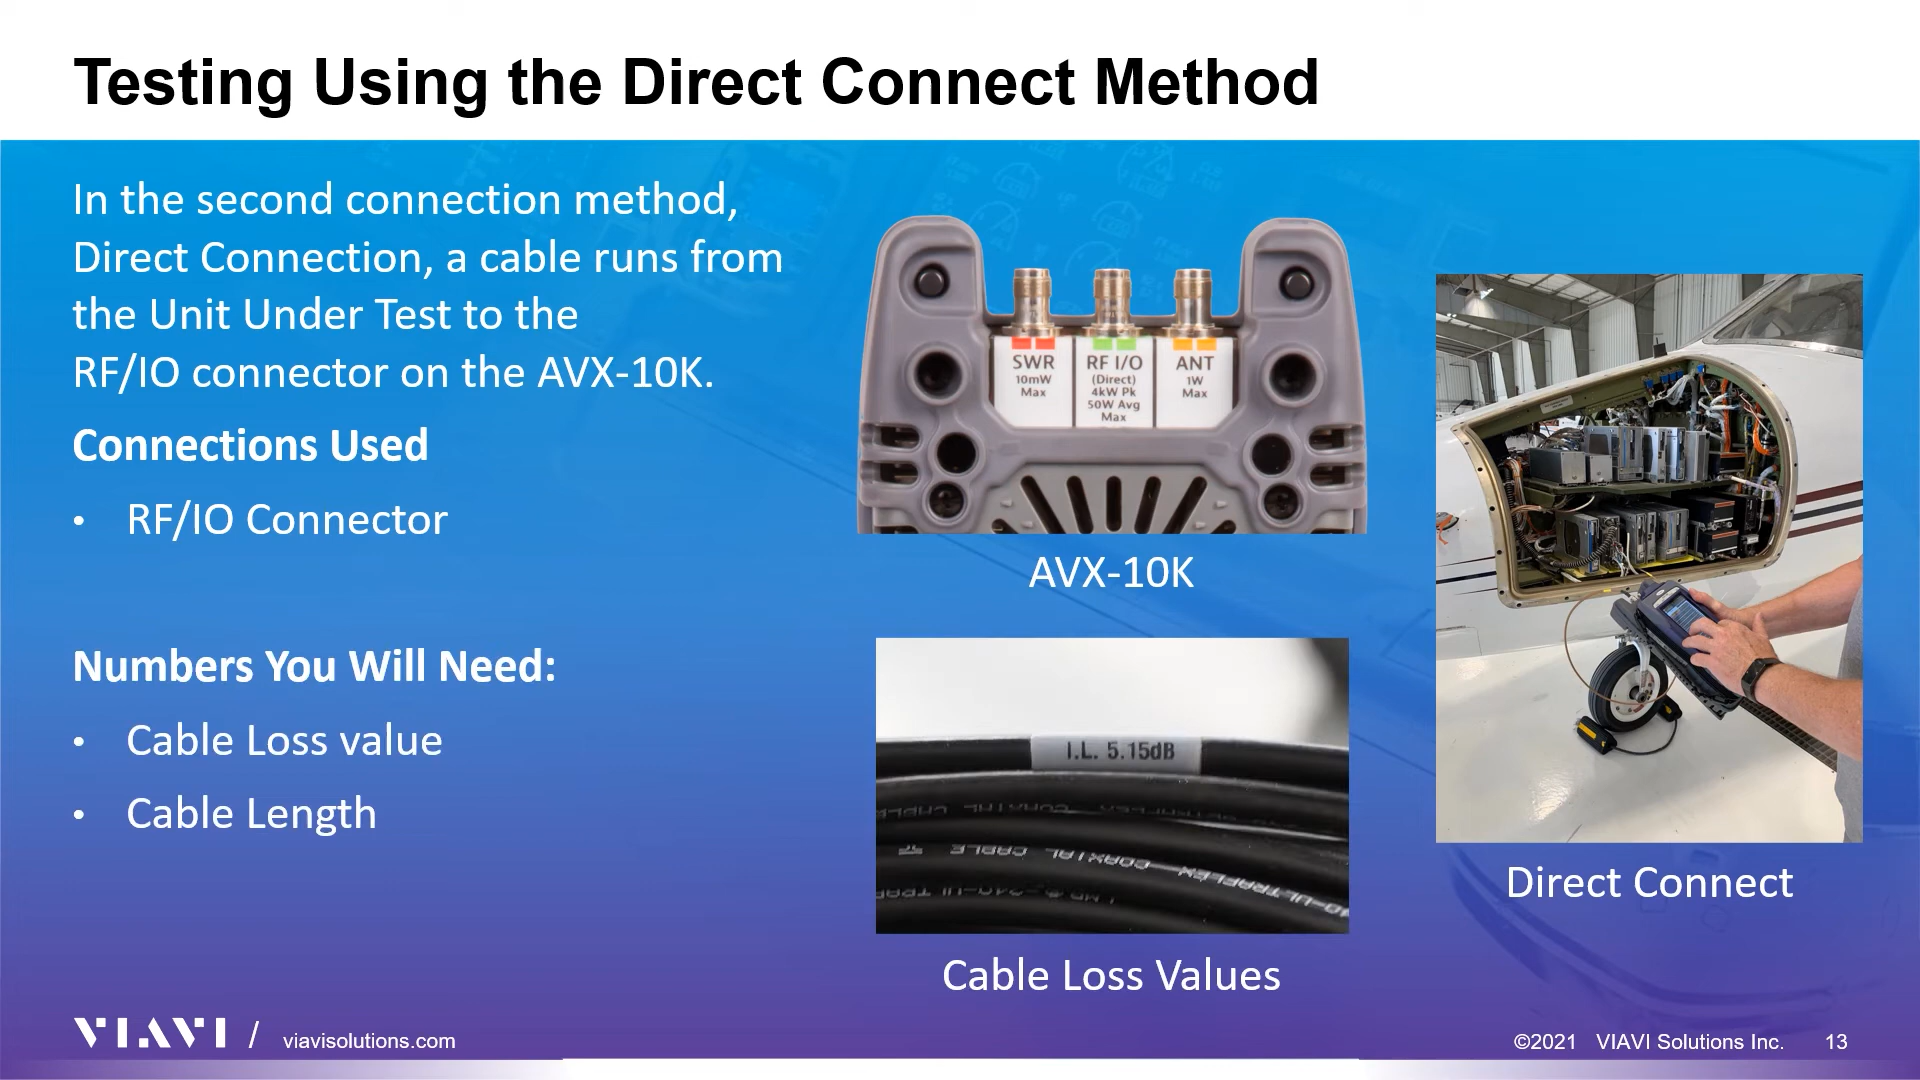 Testing Using the Direct Connect Method
In the second connection method,
Direct Connection, a cable runs from
the Unit Under Test to the
RF/IO connector on the AVX-10K.
Connections Used
• RF/IO Connector
Numbers You Will Need:
• Cable Loss value
• Cable Length
SWR
10mW
Max
RF I/O
(Direct)
4kW Pk
50W Avg
Max
ANT
1W
Max
AVX-10K
I.L. 5.15dB
COAXIAL CABLE
-ULTRAFLEX COAXIAL CABLE
Cable Loss Values
Direct Connect
VIAVI / viavisolutions.com
©2021 VIAVI Solutions Inc. 13